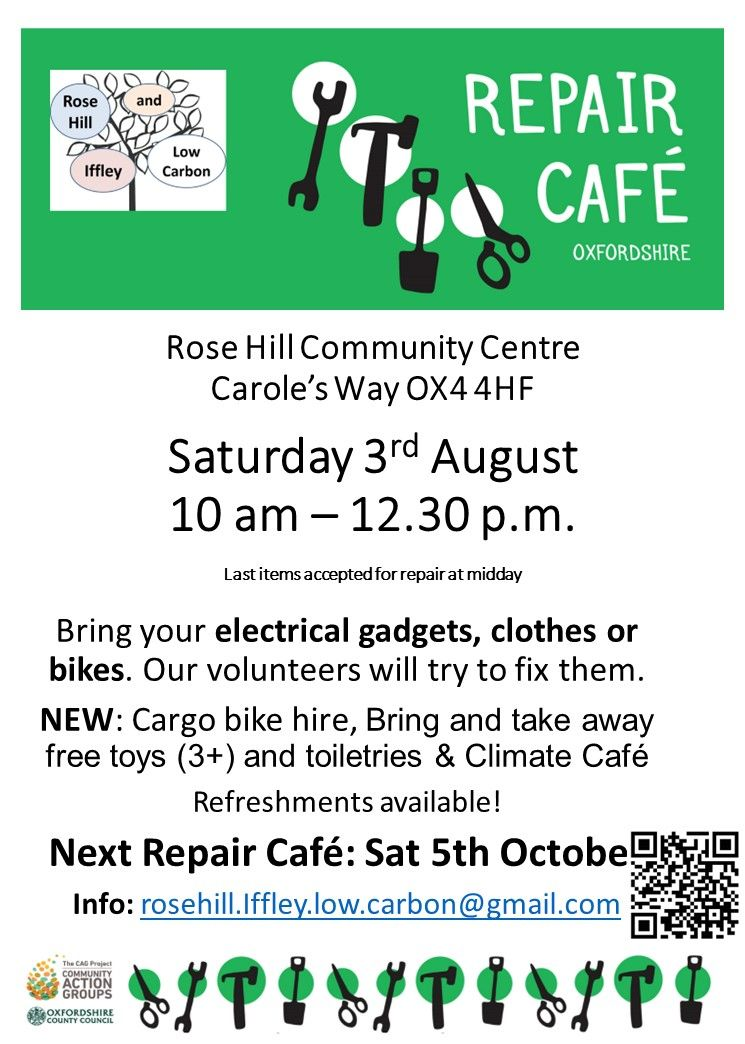 Rose
Hill
and
Iffley
Low
Carbon
REPAIR
CAFÉ
OXFORDSHIRE
Rose Hill Community Centre
Carole's Way OX4 4HF
Saturday 3rd August
10 am – 12.30 p.m.
Last items accepted for repair at midday
Bring your electrical gadgets, clothes or
bikes. Our volunteers will try to fix them.
NEW: Cargo bike hire, Bring and take away
free toys (3+) and toiletries & Climate Café
Refreshments available!
Next Repair Café: Sat 5th Octobe
Info: rosehill.Iffley.low.carbon@gmail.com
The CAG Project
COMMUNITY
ACTION
GROUPS
OXFORDSHIRE
COUNTY COUNCIL